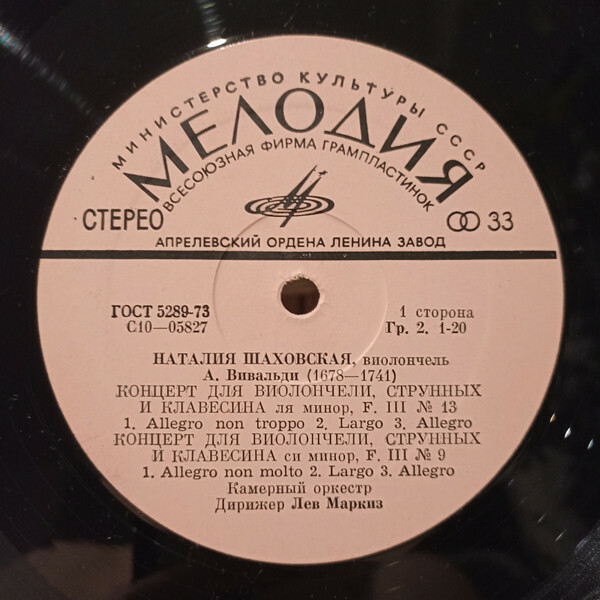 МИНИСТЕРСТВО КУЛЬТУРЫ СССР
МЕЛОДИЯ
ВСЕСОЮЗНАЯ ФИРМА ГРАМПЛАСТИНОК
СТЕРЕО
33
АПРЕЛЕВСКИЙ ОРДЕНА ЛЕНИНА ЗАВОД
ГОСТ 5289-73
1 сторона
С10—05827
Гр. 2. 1-20
НАТАЛИЯ ШАХОВСКАЯ, виолончель
А. Вивальди (1678—1741)
КОНЦЕРТ ДЛЯ ВИОЛОНЧЕЛИ, СТРУННЫХ
И КЛАВЕСИНА ля минор, F. III № 13
1. Allegro non troppo 2. Largo 3. Allegro
КОНЦЕРТ ДЛЯ ВИОЛОНЧЕЛИ, СТРУННЫХ
И КЛАВЕСИНА си минор, F. III № 9
1. Allegro non molto 2. Largo 3. Allegro
Камерный оркестр
Дирижер Лев Маркиз